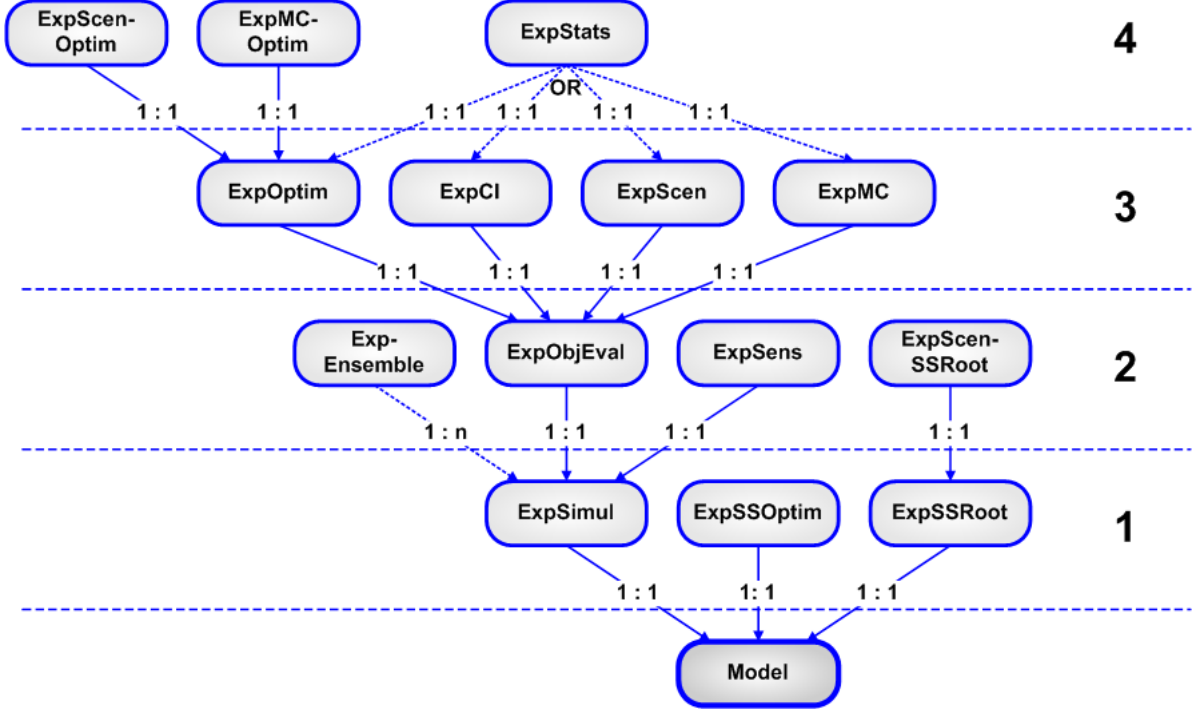 ExpScen-
Optim
ExpMC-
Optim
ExpStats
4
OR
1 : 1
1 : 1
1 : 1
1 : 1
1 : 1
1 : 1
ExpOptim
ExpCI
ExpScen
ExpMC
3
1 : 1
1 : 1
1 : 1
1 : 1
Exp-
Ensemble
ExpObjEval
ExpSens
ExpScen-
SSRoot
2
1 : n
1 : 1
1 : 1
1 : 1
ExpSimul
ExpSSOptim
ExpSSRoot
1
1 : 1
1: 1
1 : 1
Model